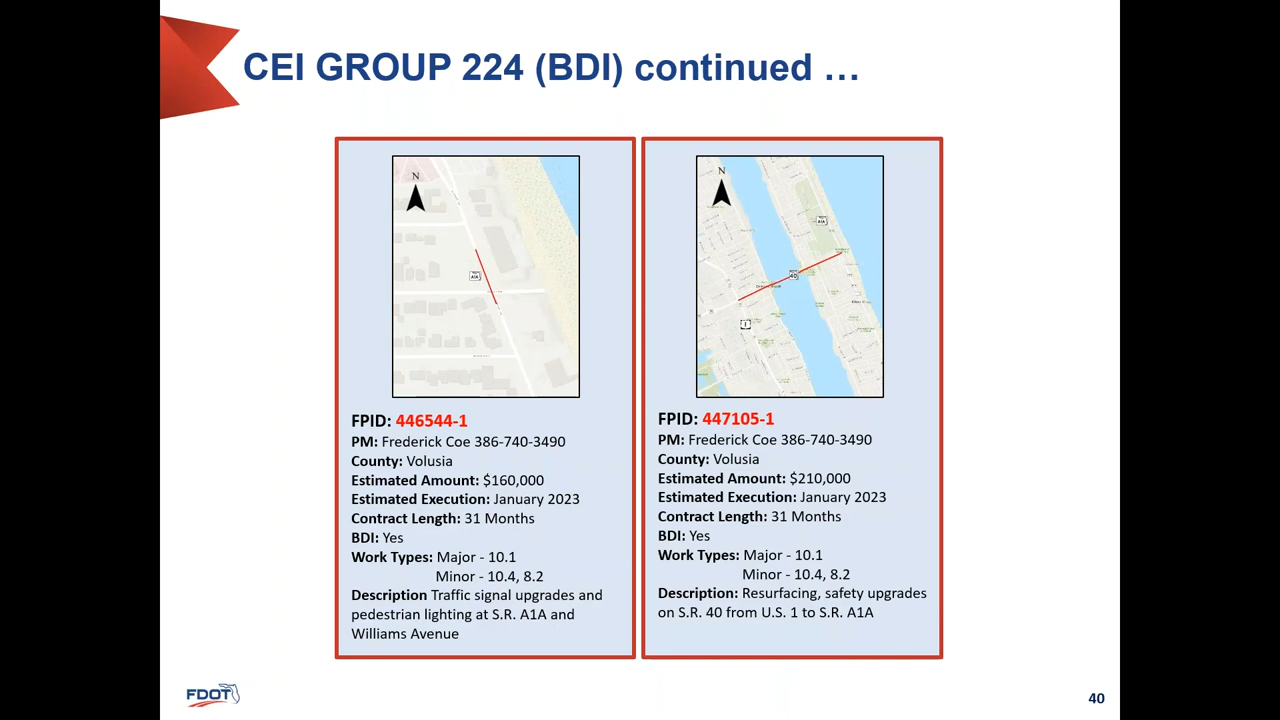 CEI GROUP 224 (BDI) continued …
N
A1A
FPID: 446544-1
PM: Frederick Coe 386-740-3490
County: Volusia
Estimated Amount: $160,000
Estimated Execution: January 2023
Contract Length: 31 Months
BDI: Yes
Work Types: Major - 10.1
Minor - 10.4, 8.2
Description Traffic signal upgrades and
pedestrian lighting at S.R. A1A and
Williams Avenue
N
A1A
40
1
FPID: 447105-1
PM: Frederick Coe 386-740-3490
County: Volusia
Estimated Amount: $210,000
Estimated Execution: January 2023
Contract Length: 31 Months
BDI: Yes
Work Types: Major - 10.1
Minor - 10.4, 8.2
Description: Resurfacing, safety upgrades
on S.R. 40 from U.S. 1 to S.R. A1A
FDOT
40